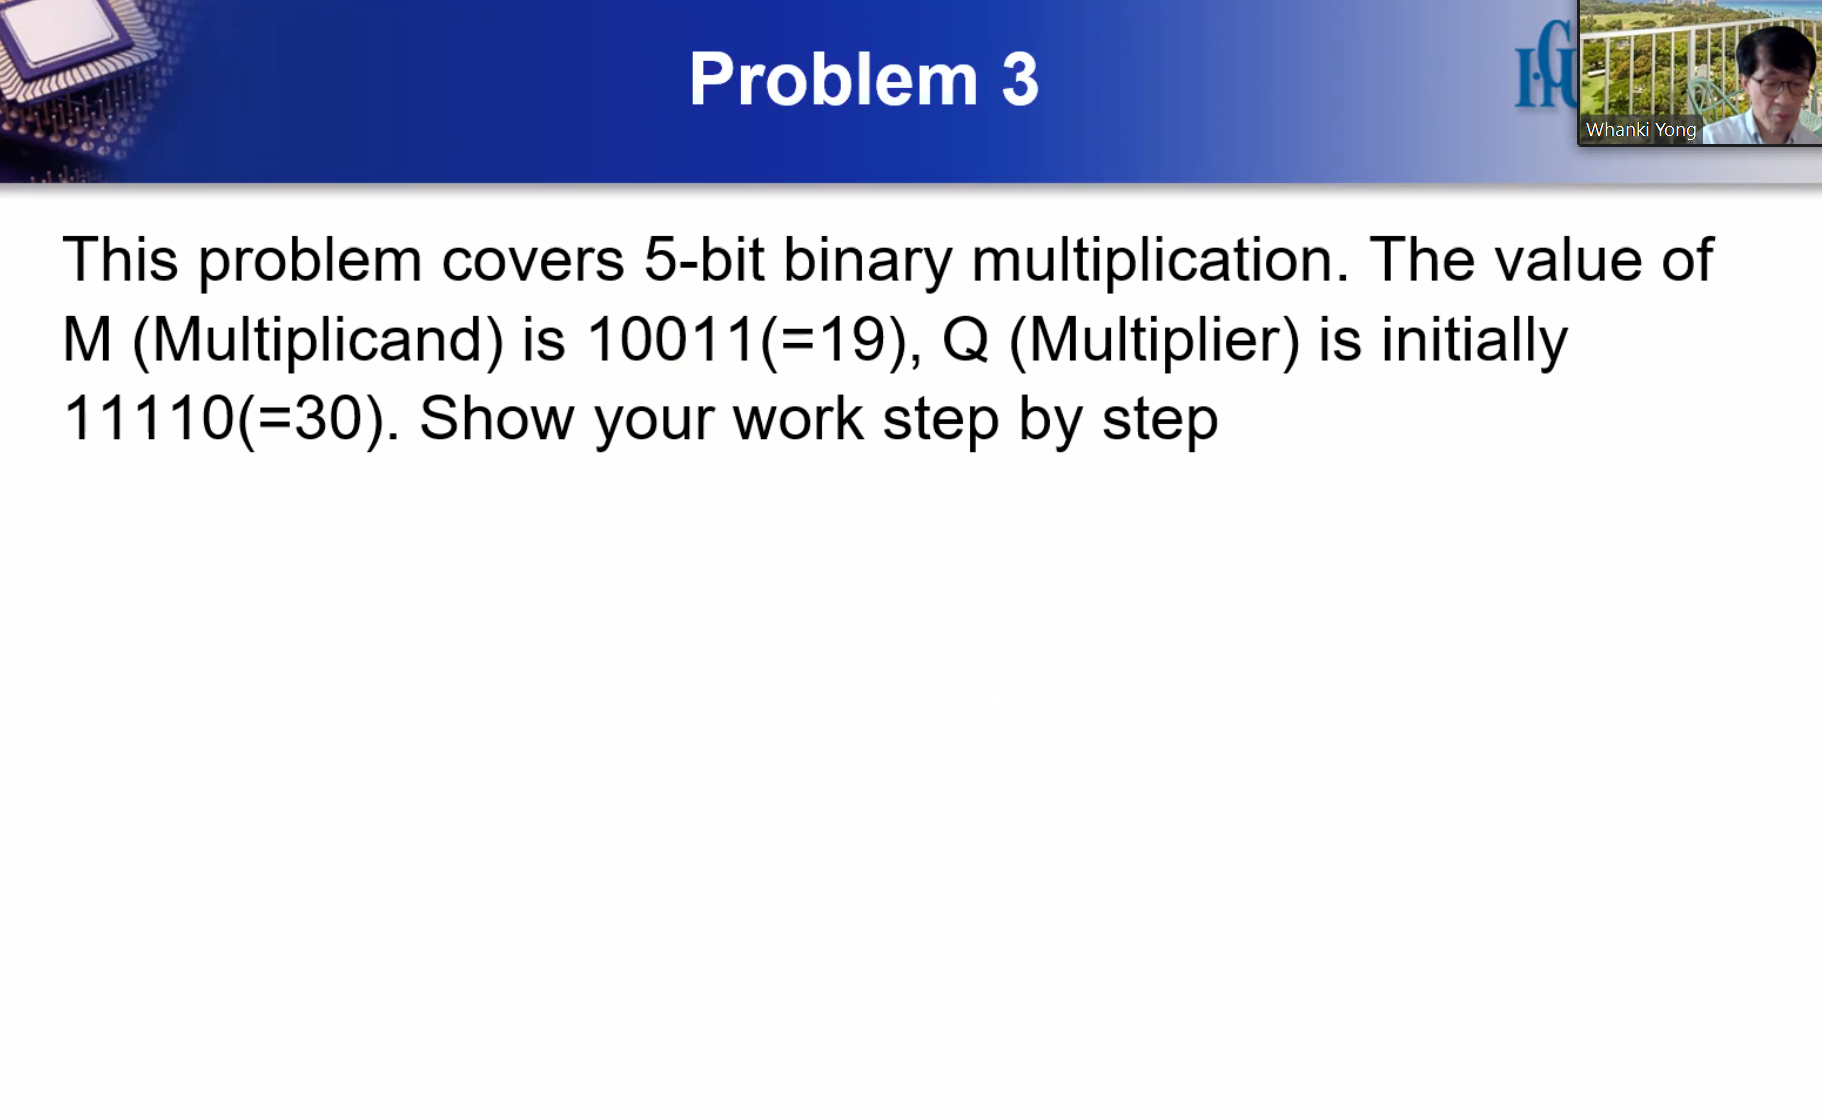 Problem 3
Whanki Yong
This problem covers 5-bit binary multiplication. The value of
M (Multiplicand) is 10011(=19), Q (Multiplier) is initially
11110(=30). Show your work step by step